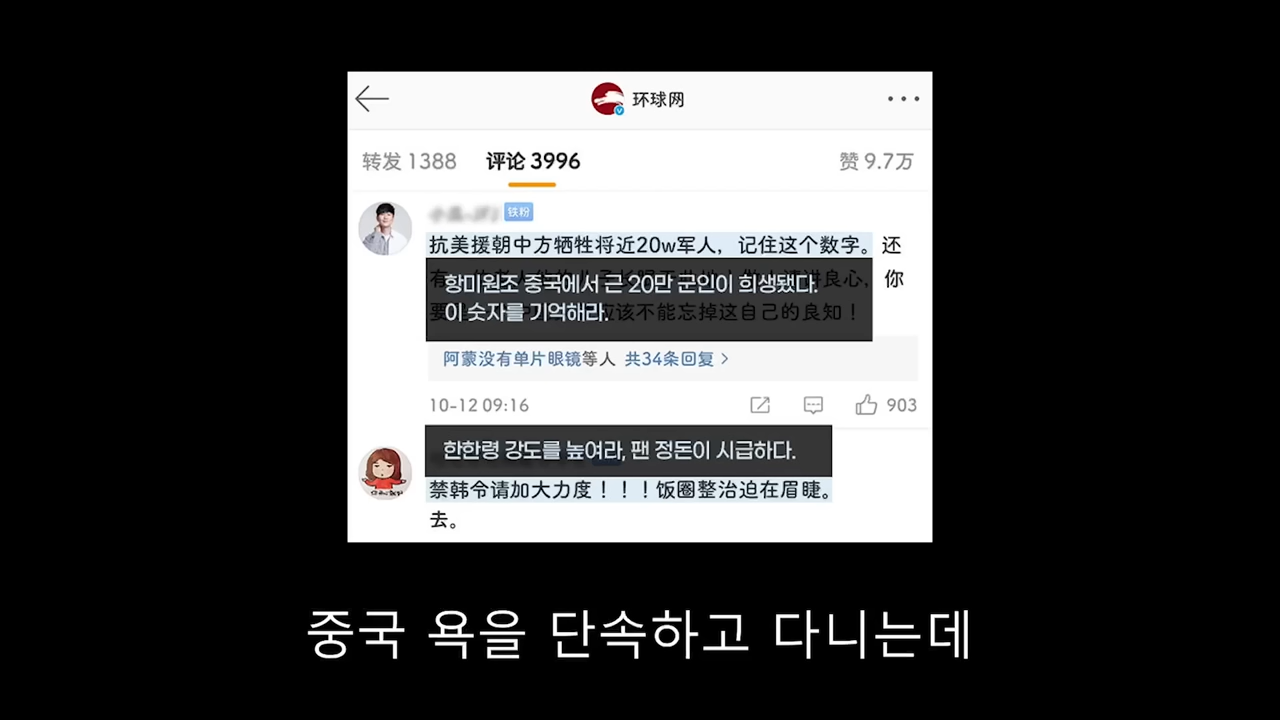 环球网
转发 1388 评论 3996 赞 9.7万
铁粉
抗美援朝中方牺牲将近20w军人，记住这个数字。还
항미원조 중국에서 근 20만 군인이 희생됐다.
你
이 숫자를 기억해라.
应该不能忘掉这自己的良知！
阿蒙没有单片眼镜等人 共34条回复 >
10-12 09:16 903
한한령 강도를 높여라, 팬 정돈이 시급하다.
禁韩令请加大力度！！！饭圈整治迫在眉睫。
去。
중국 욕을 단속하고 다니는데